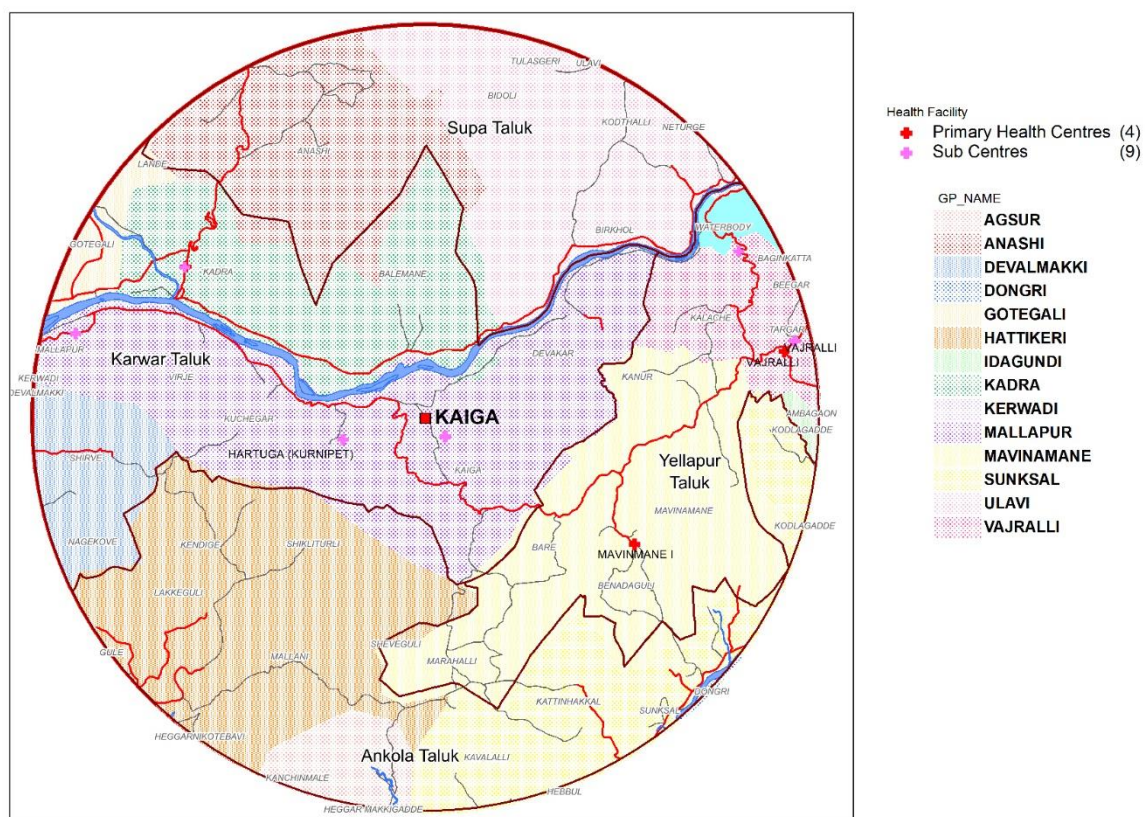 TULASGERI
ULAVI
BIDOLI
Supa Taluk
KODTHALLI
NETURGE
ANASHI
LANDE
GOTEGALI
KADRA
BALEMANE
BIRKHOL
WATERBODY
BAGINKATTA
BEEGAR
MALLAPUR
Karwar Taluk
KALACHE
TARGAR
VAJRALLI
VAJRALLI
KERWADI
DEVALMAKKI
VIRJE
DEVAKAR
KANUR
KUCHEGAR
KAIGA
AMBAGAON
KODLAGADDE
HARTUGA (KURNIPET)
SHIRVE
KAIGA
Yellapur
Taluk
MAVINAMANE
KODLAGADDE
NAGEKOVE
KENDIGE
SHIKLITURLI
BARE
MAVINMANE I
LAKKEGULI
BENADAGULI
GULE
MALLANI
SHEVEGULI
MARAHALLI
KATTINHAKKAL
DONGRI
SUNKSAL
HEGGARNIKOTEBAVI
Ankola Taluk
KAVALALLI
KANCHINMALE
HEBBUL
HEGGAR MAKKIGADDE
Health Facility
Primary Health Centres (4)
Sub Centres (9)
GP_NAME
AGSUR
ANASHI
DEVALMAKKI
DONGRI
GOTEGALI
HATTIKERI
IDAGUNDI
KADRA
KERWADI
MALLAPUR
MAVINAMANE
SUNKSAL
ULAVI
VAJRALLI